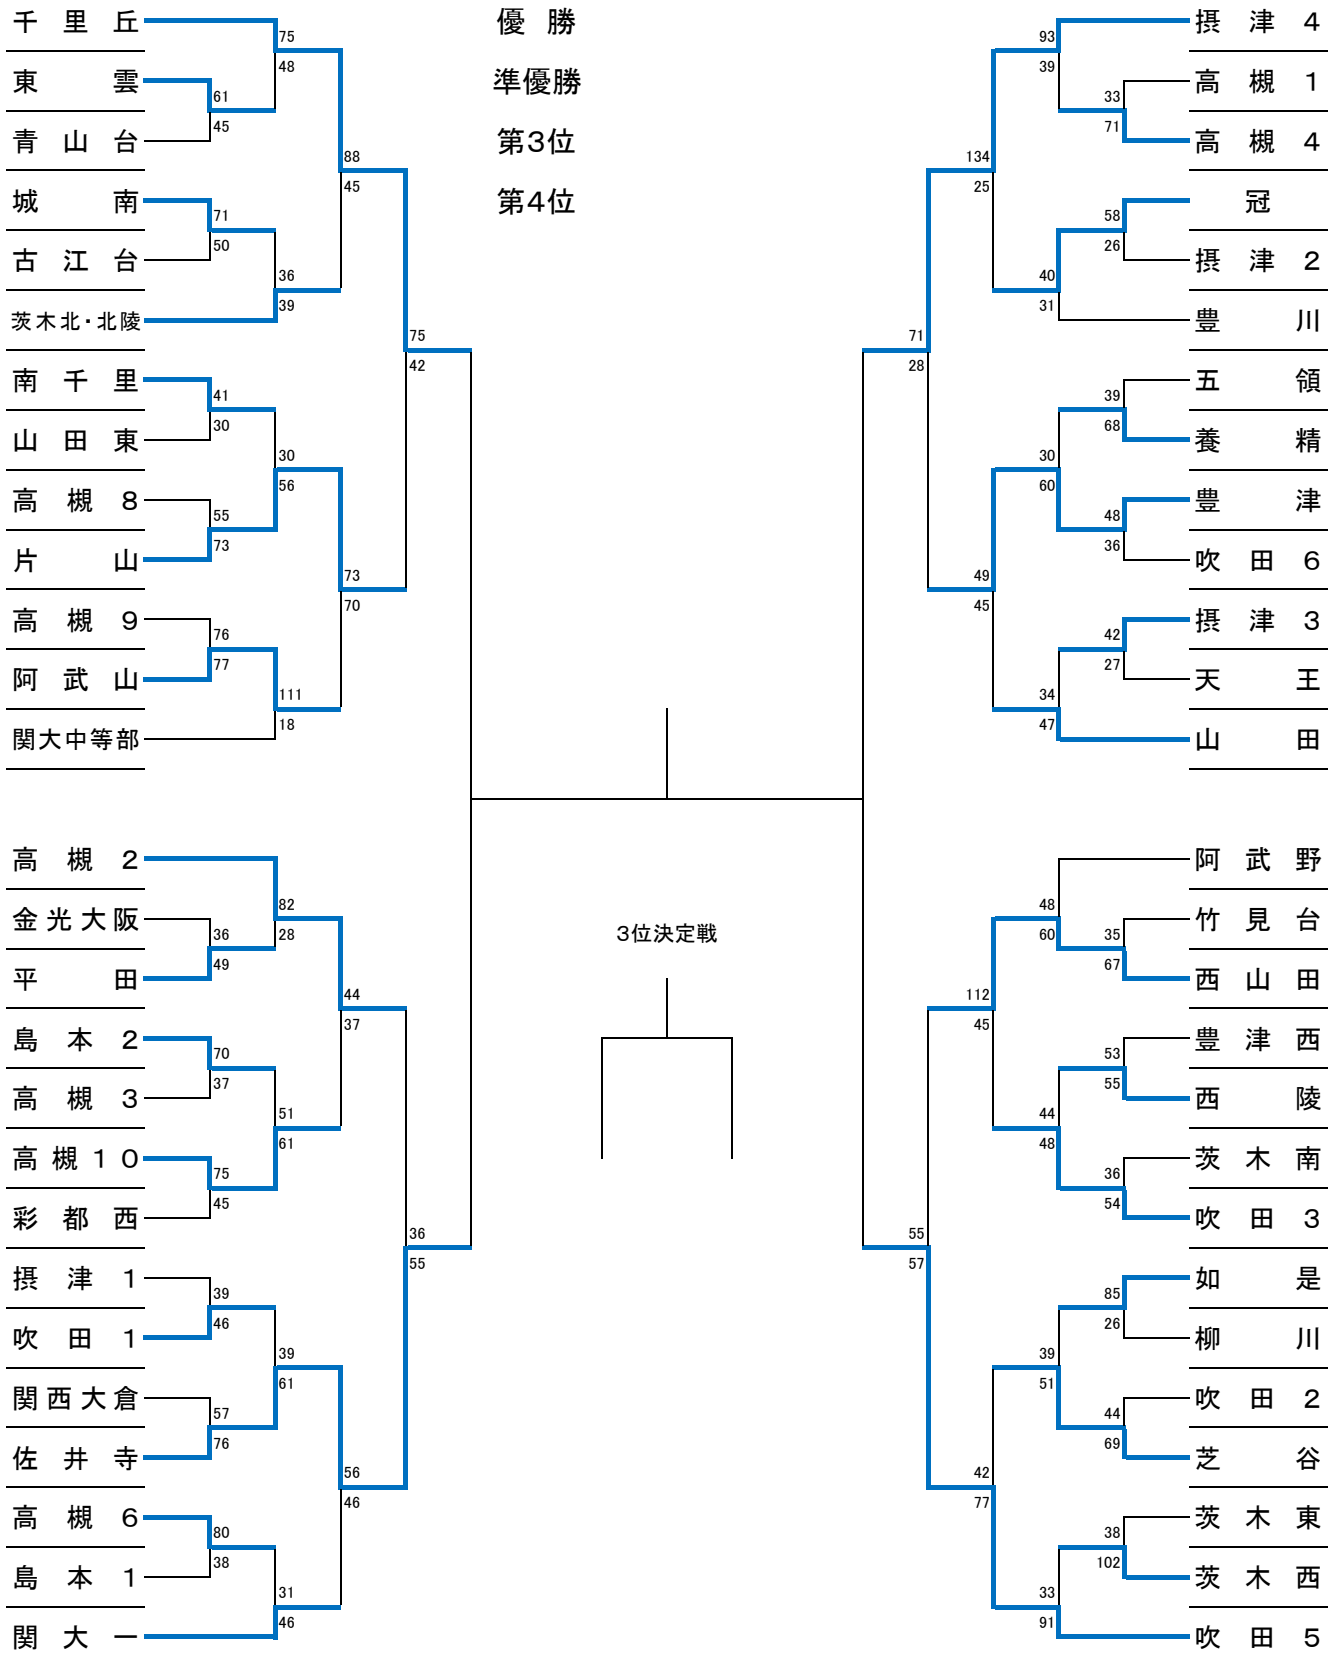 優 勝
準優勝
第3位
第4位
千 里 丘
75
48
東 雲
61
45
青 山 台
88
45
城 南
71
50
古 江 台
36
39
茨木北・北陵
75
42
南 千 里
41
30
山 田 東
30
56
高 槻 8
55
73
片 山
73
70
高 槻 9
76
77
阿 武 山
111
18
関大中等部
高 槻 2
82
28
金光大阪
36
49
平 田
44
37
島 本 2
70
37
高 槻 3
51
61
高槻10
75
45
彩 都 西
36
55
摂 津 1
39
46
吹 田 1
39
61
関西大倉
57
76
佐 井 寺
56
46
高 槻 6
80
38
島 本 1
31
46
関 大 一
3位決定戦
摂 津 4
93
39
高 槻 1
33
71
高 槻 4
134
25
冠
58
26
摂 津 2
40
31
豊 川
71
28
五 領
39
68
養 精
30
60
豊 津
48
36
吹 田 6
49
45
摂 津 3
42
27
天 王
34
47
山 田
阿 武 野
48
60
竹 見 台
35
67
西 山 田
112
45
豊 津 西
53
55
西 陵
44
48
茨 木 南
36
54
吹 田 3
55
57
如 是
85
26
柳 川
39
51
吹 田 2
44
69
芝 谷
42
77
茨 木 東
38
102
茨 木 西
33
91
吹 田 5